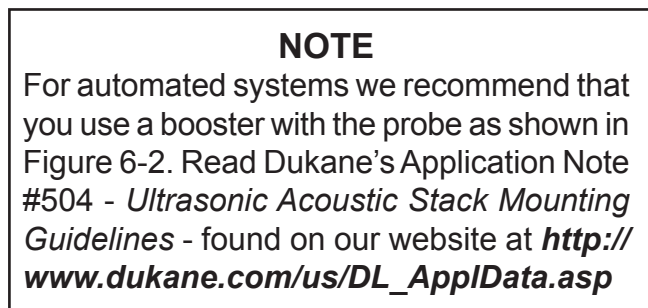 NOTE
For automated systems we recommend that
you use a booster with the probe as shown in
Figure 6-2. Read Dukane's Application Note
#504 - Ultrasonic Acoustic Stack Mounting
Guidelines - found on our website at http://
www.dukane.com/us/DL_ApplData.asp